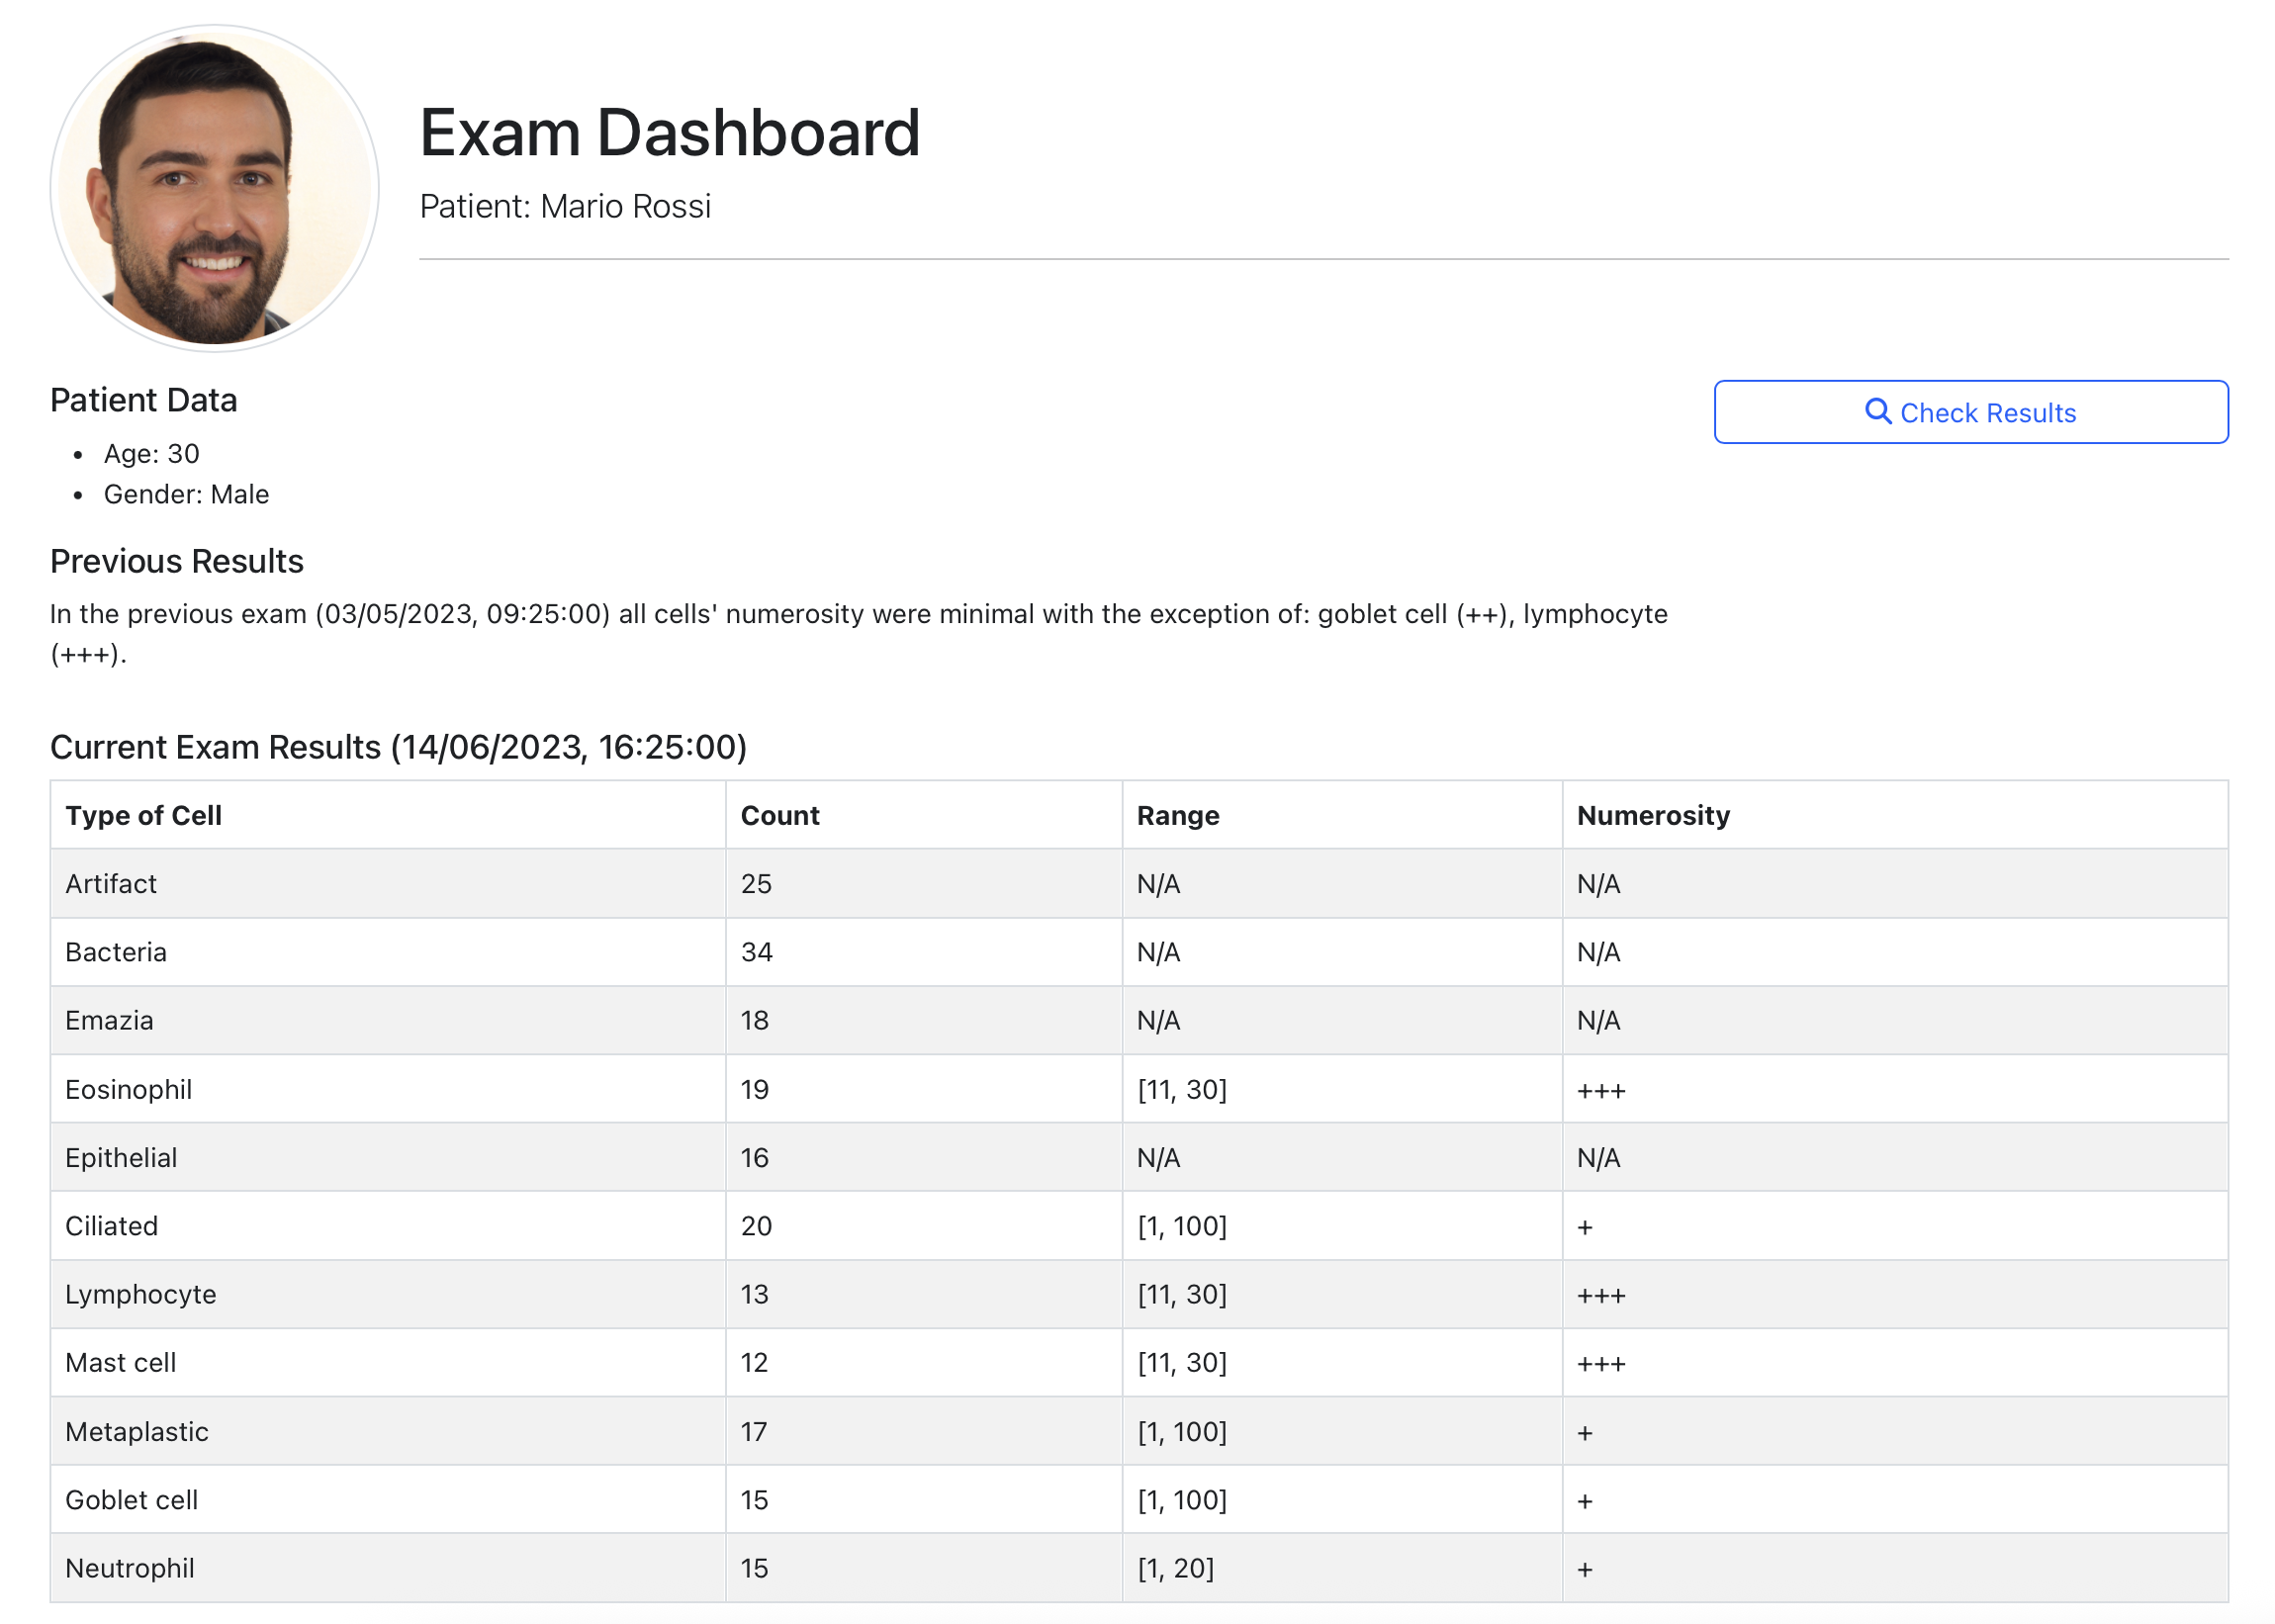 Exam Dashboard
Patient: Mario Rossi
Patient Data
Check Results
• Age: 30
• Gender: Male
Previous Results
In the previous exam (03/05/2023, 09:25:00) all cells' numerosity were minimal with the exception of: goblet cell (++), lymphocyte
(+++).
Current Exam Results (14/06/2023, 16:25:00)
Type of Cell Count Range Numerosity
Artifact 25 N/A N/A
Bacteria 34 N/A N/A
Emazia 18 N/A N/A
Eosinophil 19 [11, 30] +++
Epithelial 16 N/A N/A
Ciliated 20 [1, 100] +
Lymphocyte 13 [11, 30] +++
Mast cell 12 [11, 30] +++
Metaplastic 17 [1, 100] +
Goblet cell 15 [1, 100] +
Neutrophil 15 [1, 20] +